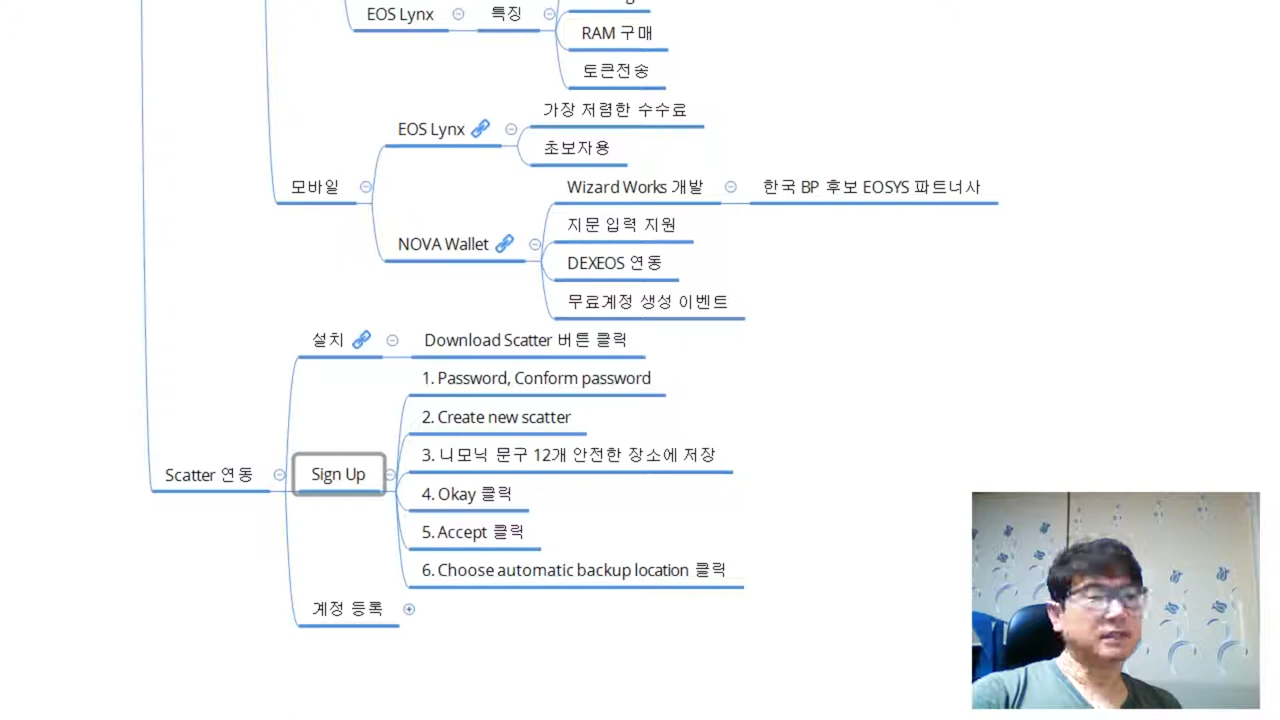 EOS Lynx
특징
RAM 구매
토큰전송
모바일
EOS Lynx
가장 저렴한 수수료
초보자용
NOVA Wallet
Wizard Works 개발
한국 BP 후보 EOSYS 파트너사
지문 입력 지원
DEXEOS 연동
무료계정 생성 이벤트
Scatter 연동
설치
Download Scatter 버튼 클릭
Sign Up
1. Password, Conform password
2. Create new scatter
3. 니모닉 문구 12개 안전한 장소에 저장
4. Okay 클릭
5. Accept 클릭
6. Choose automatic backup location 클릭
계정 등록